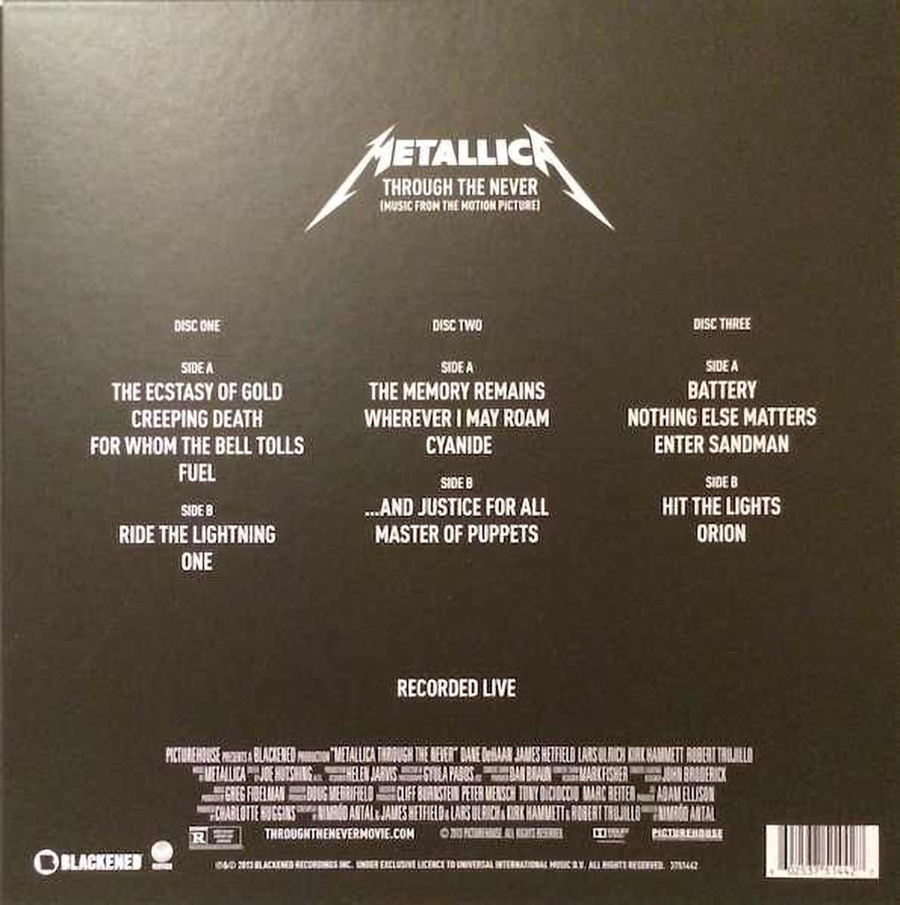 METALLICA
THROUGH THE NEVER
(MUSIC FROM THE MOTION PICTURE)
DISC ONE
SIDE A
THE ECSTASY OF GOLD
CREEPING DEATH
FOR WHOM THE BELL TOLLS
FUEL
SIDE B
RIDE THE LIGHTNING
ONE
DISC TWO
SIDE A
THE MEMORY REMAINS
WHEREVER I MAY ROAM
CYANIDE
SIDE B
...AND JUSTICE FOR ALL
MASTER OF PUPPETS
DISC THREE
SIDE A
BATTERY
NOTHING ELSE MATTERS
ENTER SANDMAN
SIDE B
HIT THE LIGHTS
ORION
RECORDED LIVE
PICTUREHOUSE PRESENTS A BLACKENED PRODUCTION "METALLICA THROUGH THE NEVER" DANE DeHAAN JAMES HETFIELD LARS ULRICH KIRK HAMMETT ROBERT TRUJILLO
METALLICA JOE HUTSHING HELEN JARVIS GYULA PADOS DAN BRAUN MARK FISHER JOHN BRODERICK
GREG FIDELMAN DOUG MERRIFIELD CLIFF BURNSTEIN PETER MENSCH TONY DICIOCCIO MARC REITER ADAM ELLISON
CHARLOTTE HUGGINS NIMRÓD ANTAL & JAMES HETFIELD & LARS ULRICH & KIRK HAMMETT & ROBERT TRUJILLO NIMRÓD ANTAL
R THROUGHTHENEVERMOVIE.COM © 2013 PICTUREHOUSE. ALL RIGHTS RESERVED. PICTUREHOUSE
BLACKENED
℗&© 2013 BLACKENED RECORDINGS INC. UNDER EXCLUSIVE LICENCE TO UNIVERSAL INTERNATIONAL MUSIC B.V. ALL RIGHTS RESERVED. 3751442